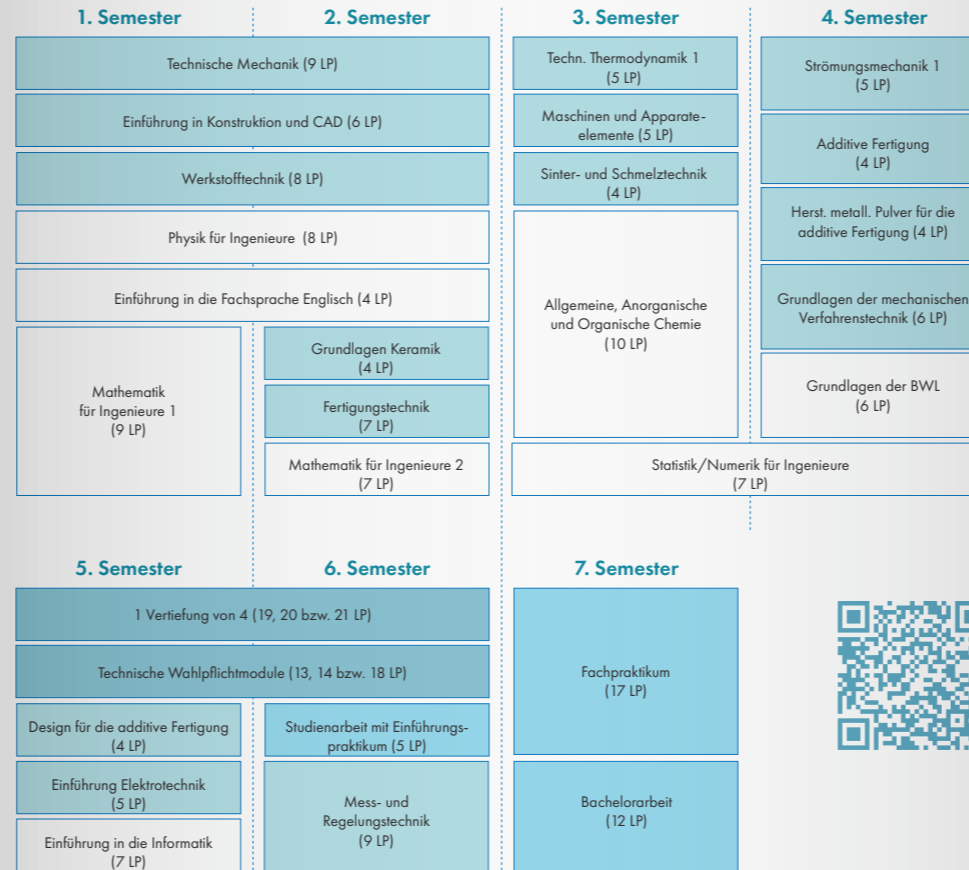 1. Semester
2. Semester
3. Semester
4. Semester
Technische Mechanik (9 LP)
Einführung in Konstruktion und CAD (6 LP)
Werkstofftechnik (8 LP)
Physik für Ingenieure (8 LP)
Einführung in die Fachsprache Englisch (4 LP)
Mathematik
für Ingenieure 1
(9 LP)
Grundlagen Keramik
(4 LP)
Fertigungstechnik
(7 LP)
Mathematik für Ingenieure 2
(7 LP)
Techn. Thermodynamik 1
(5 LP)
Maschinen und Apparate-
elemente (5 LP)
Sinter- und Schmelztechnik
(4 LP)
Allgemeine, Anorganische
und Organische Chemie
(10 LP)
Strömungsmechanik 1
(5 LP)
Additive Fertigung
(4 LP)
Herst. metall. Pulver für die
additive Fertigung (4 LP)
Grundlagen der mechanischen
Verfahrenstechnik (6 LP)
Grundlagen der BWL
(6 LP)
Statistik/Numerik für Ingenieure
(7 LP)
5. Semester
6. Semester
7. Semester
1 Vertiefung von 4 (19, 20 bzw. 21 LP)
Technische Wahlpflichtmodule (13, 14 bzw. 18 LP)
Design für die additive Fertigung
(4 LP)
Einführung Elektrotechnik
(5 LP)
Einführung in die Informatik
(7 LP)
Studienarbeit mit Einführungs-
praktikum (5 LP)
Mess- und
Regelungstechnik
(9 LP)
Fachpraktikum
(17 LP)
Bachelorarbeit
(12 LP)